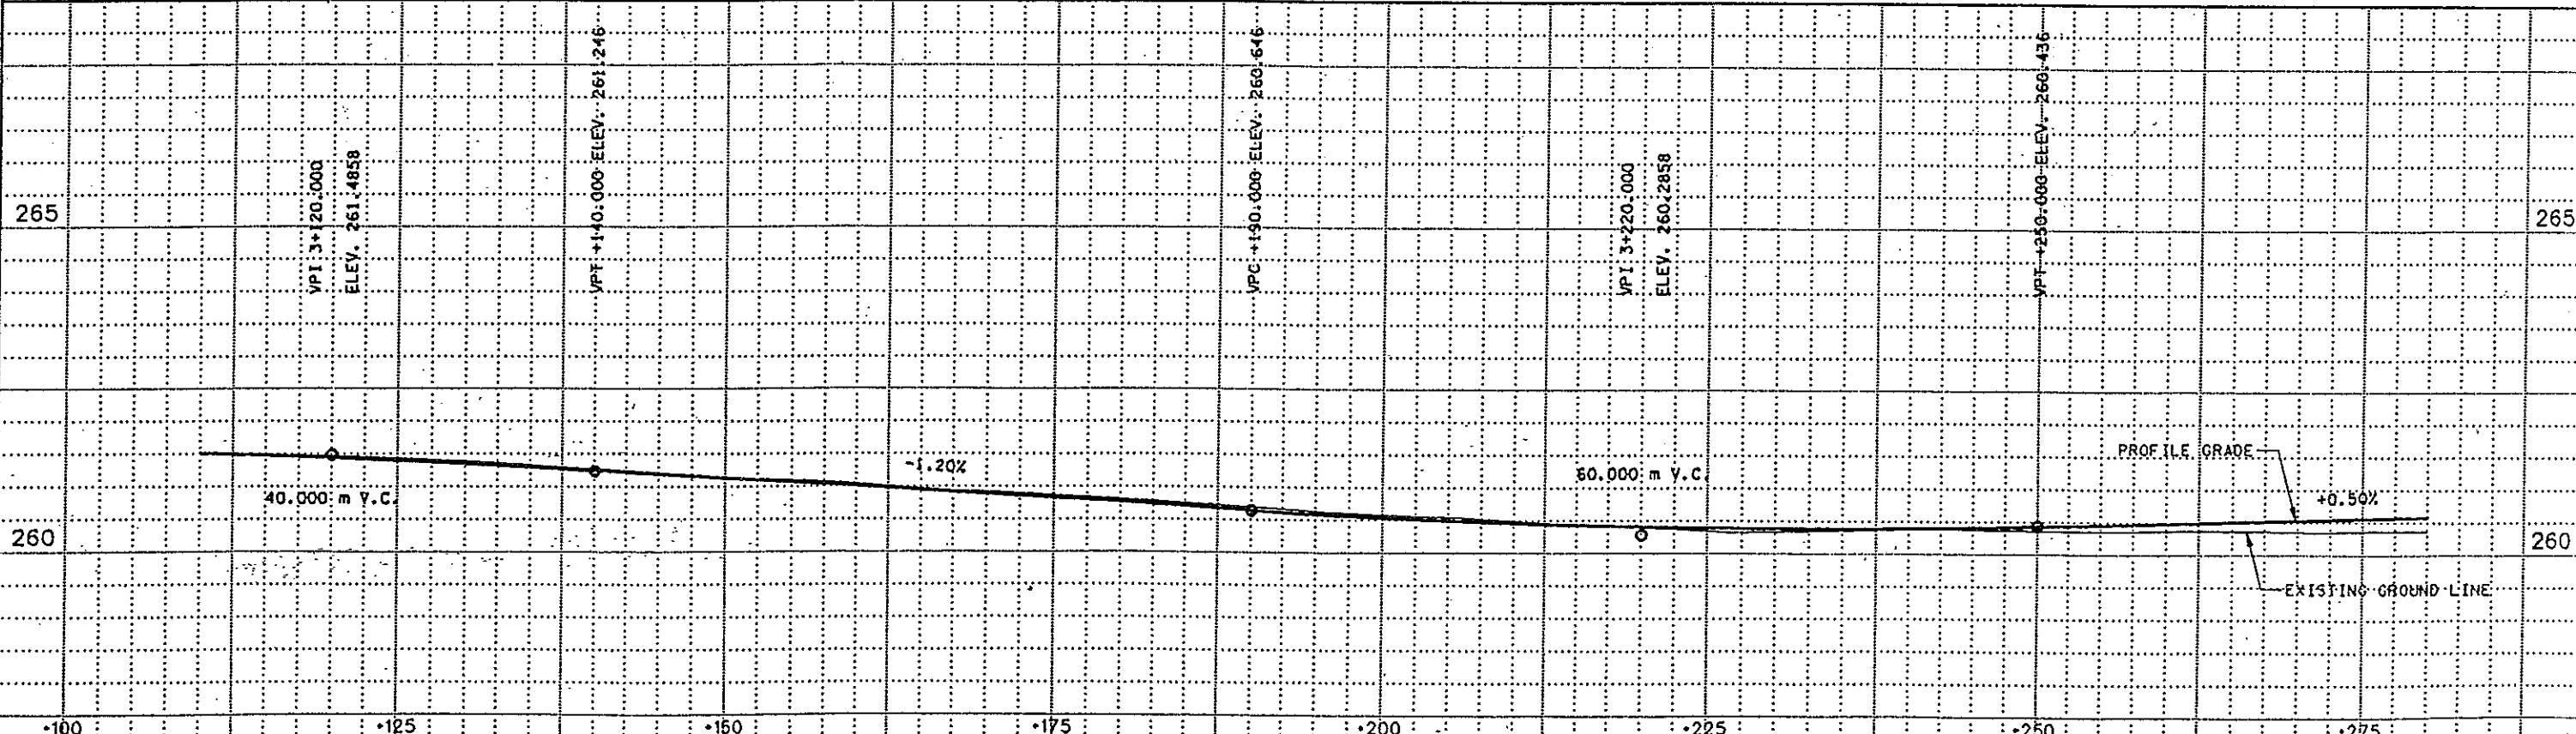 VPI 3+120.000
ELEV. 261.4858
VPT +140.000 ELEV. 261.246
VPC +190.000 ELEV. 260.646
VPI 3+220.000
ELEV. 260.2858
VPT +250.000 ELEV. 260.436
265
265
-1.20%
40.000 m V.C.
60.000 m V.C.
PROFILE GRADE
+0.50%
260
260
EXISTING GROUND LINE
+100
+125
+150
+175
+200
+225
+250
+275